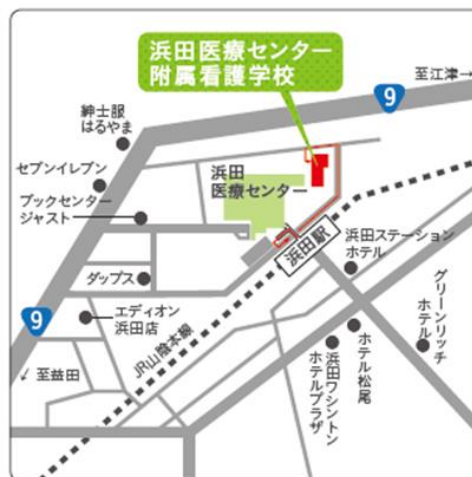 浜田医療センター
附属看護学校
至江津→
9
紳士服
はるやま
セブンイレブン
ブックセンター
ジャスト
浜田
医療センター
浜田駅
浜田ステーション
ホテル
ダップス
エディオン
浜田店
9
JR山陰本線
グリーンリッチ
ホテル
ホテル松尾
浜田ワシントン
ホテルプラザ
↙至益田